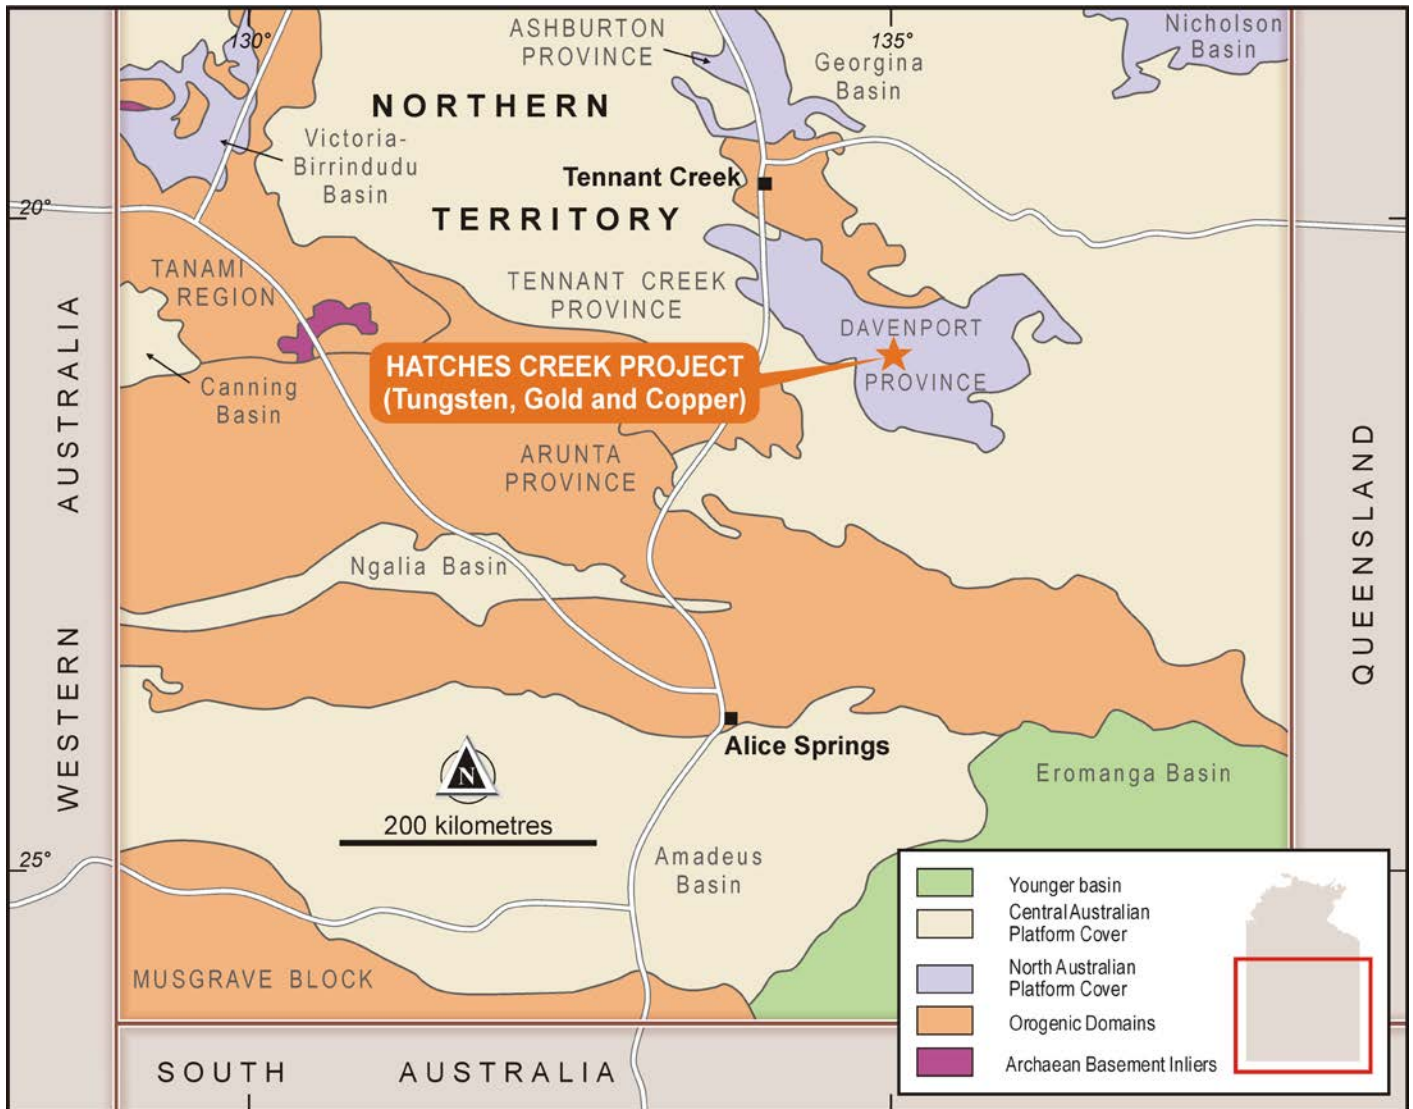 130°
ASHBURTON
PROVINCE
135°
Georgina
Basin
Nicholson
Basin
NORTHERN
Victoria-
Birrindudu
Basin
Tennant Creek
20°
TERRITORY
TANAMI
REGION
TENNANT CREEK
PROVINCE
DAVENPORT
PROVINCE
HATCHES CREEK PROJECT
(Tungsten, Gold and Copper)
Canning
Basin
ARUNTA
PROVINCE
WESTERN AUSTRALIA
QUEENSLAND
Ngalia Basin
Alice Springs
N
200 kilometres
Eromanga Basin
25°
Amadeus
Basin
MUSGRAVE BLOCK
SOUTH AUSTRALIA
Younger basin
Central Australian
Platform Cover
North Australian
Platform Cover
Orogenic Domains
Archaean Basement Inliers